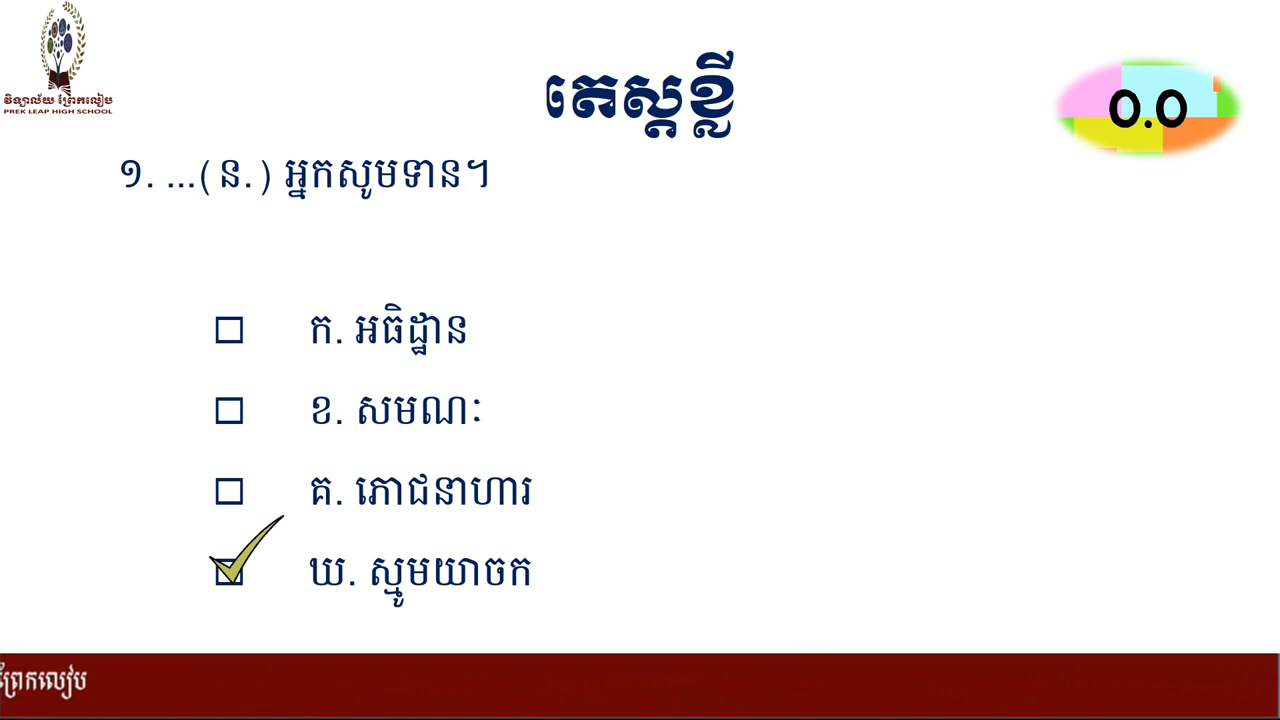 វិទ្យាល័យ ព្រែកលៀប
PREK LEAP HIGH SCHOOL
តេស្តខ្លី
០.០
១. ...( ន. ) អ្នកសូមទាន។
ក. អធិដ្ឋាន
ខ. សមណៈ
គ. ភោជនាហារ
ឃ. ស្មូមយាចក
ព្រែកលៀប